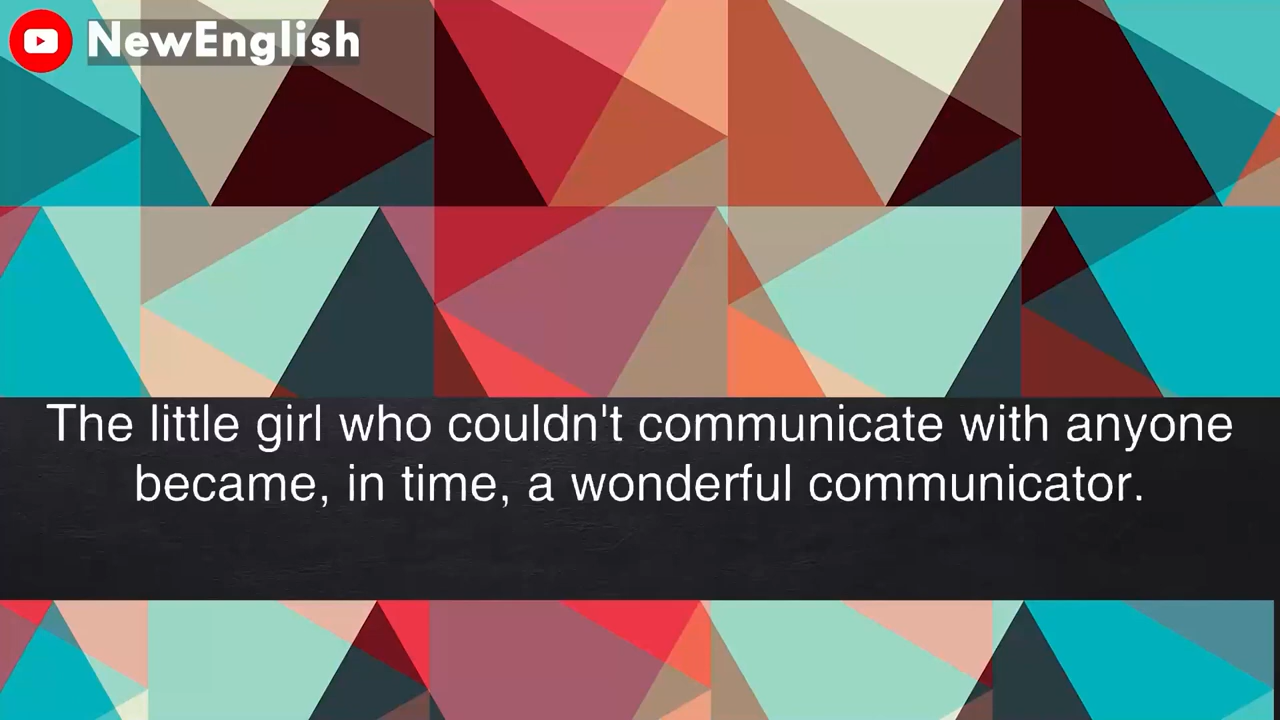 NewEnglish
The little girl who couldn't communicate with anyone
became, in time, a wonderful communicator.